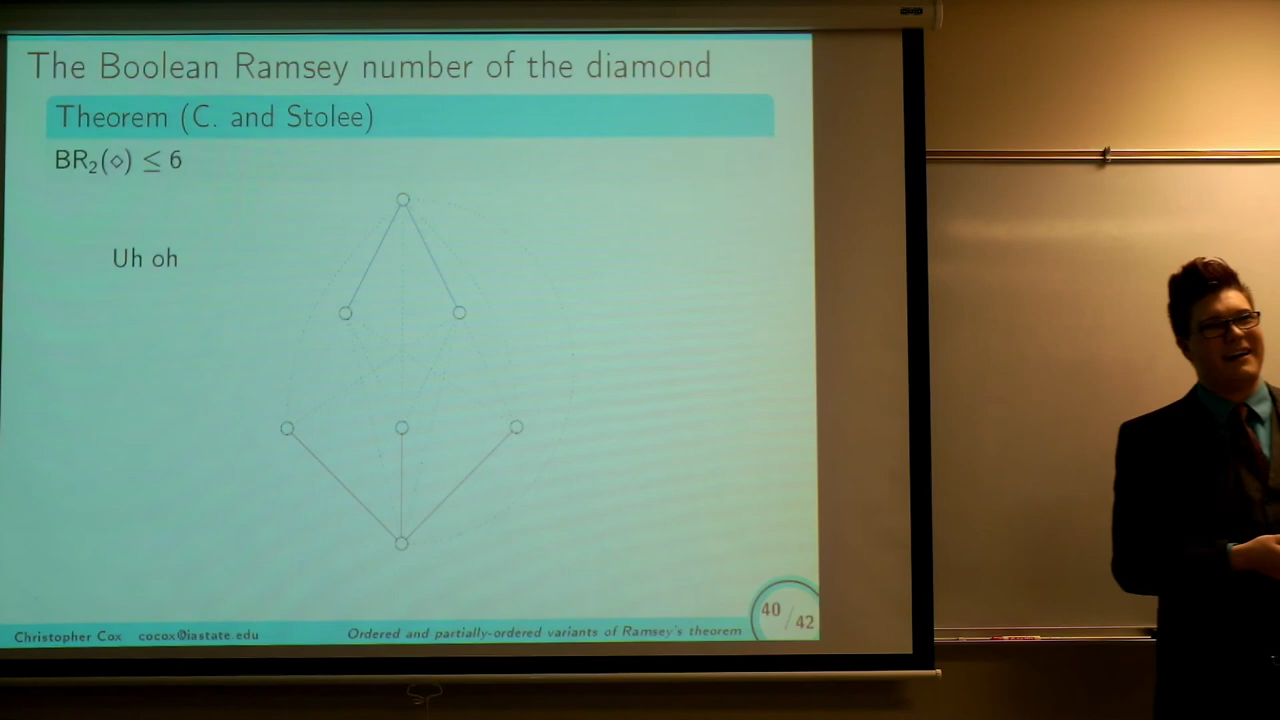 The Boolean Ramsey number of the diamond
Theorem (C. and Stolee)
BR₂(⋄) ≤ 6
Uh oh
40 / 42
Christopher Cox cocox@iastate.edu Ordered and partially-ordered variants of Ramsey's theorem